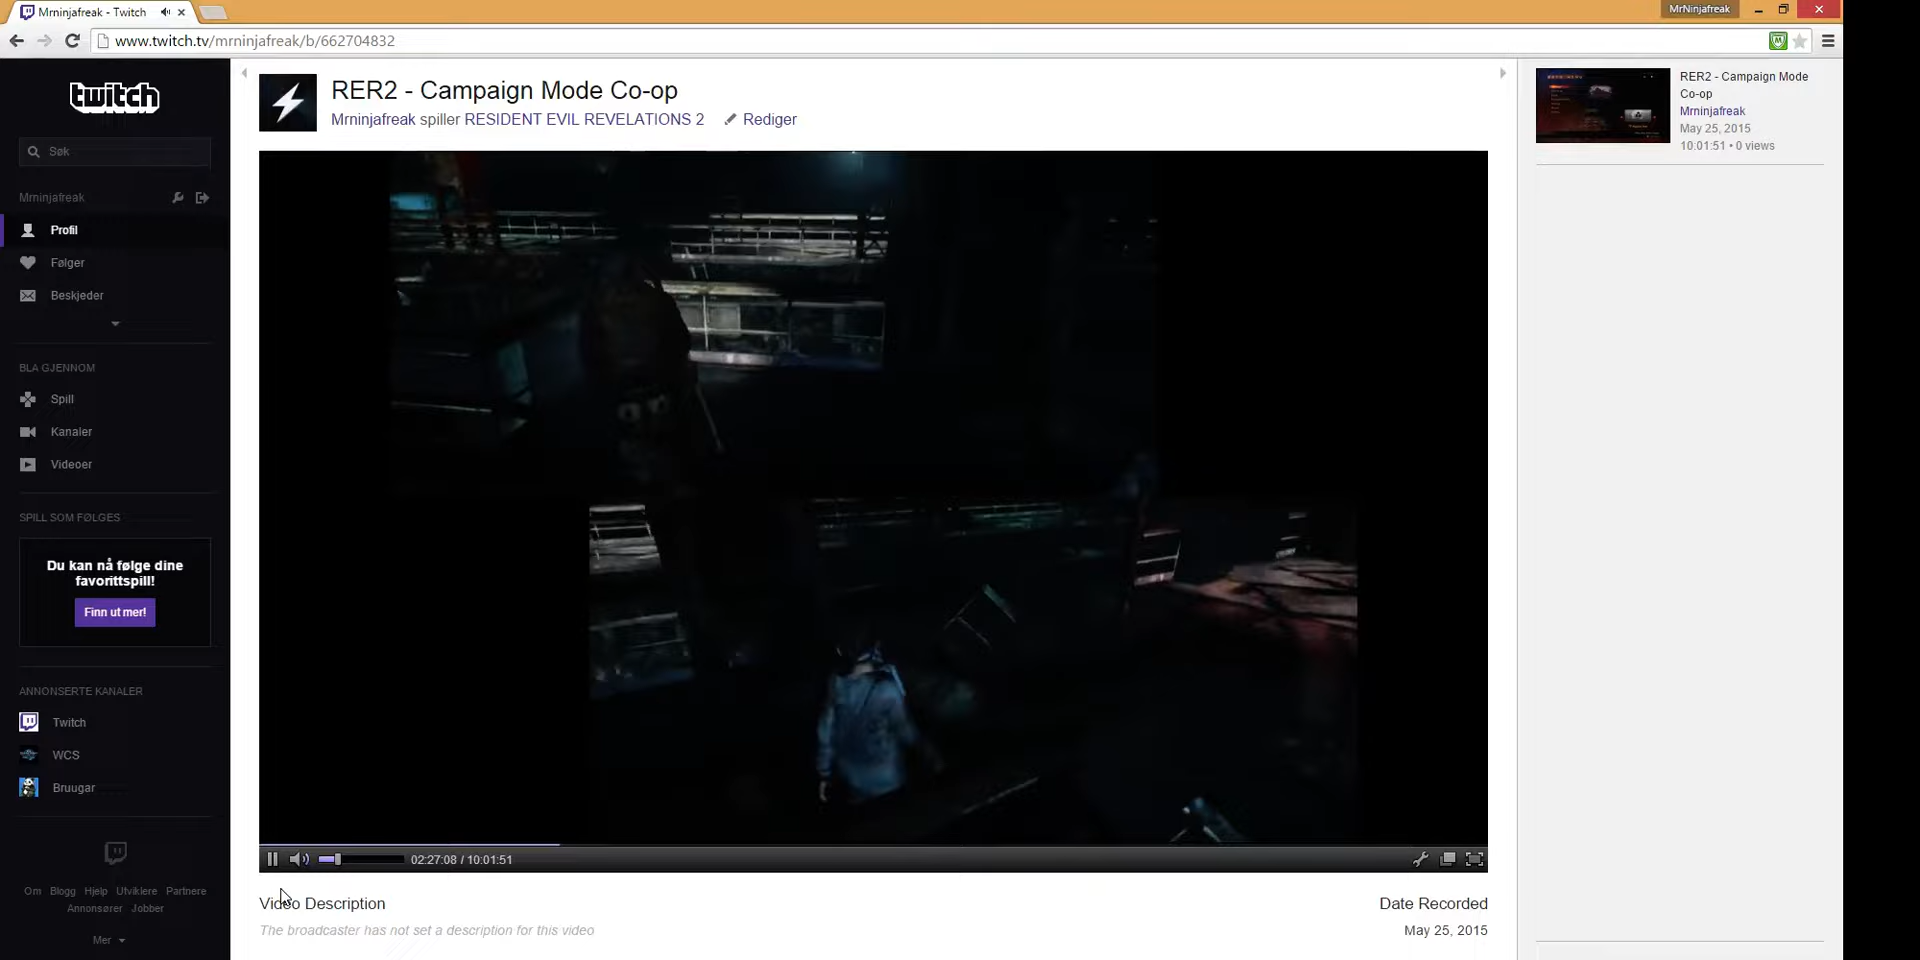 Mrninjafreak - Twitch
MrNinjafreak
www.twitch.tv/mrninjafreak/b/662704832
twitch
Søk
Mrninjafreak
Profil
Følger
Beskjeder
BLA GJENNOM
Spill
Kanaler
Videoer
SPILL SOM FØLGES
Du kan nå følge dine
favorittspill!
Finn ut mer!
ANNONSERTE KANALER
Twitch
WCS
Bruugar
Om Blogg Hjelp Utviklere Partnere
Annonsører Jobber
Mer
RER2 - Campaign Mode Co-op
Mrninjafreak spiller RESIDENT EVIL REVELATIONS 2 Rediger
02:27:08 / 10:01:51
Video Description
The broadcaster has not set a description for this video
Date Recorded
May 25, 2015
RER2 - Campaign Mode
Co-op
Mrninjafreak
May 25, 2015
10:01:51 • 0 views